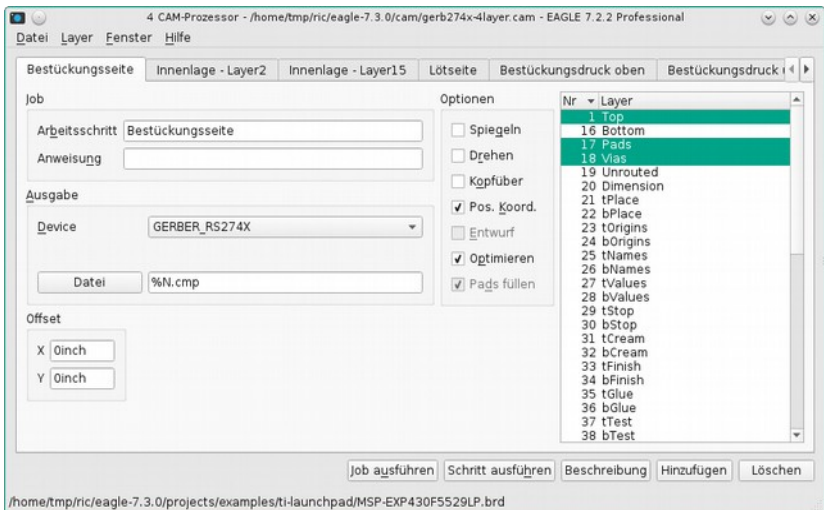 4 CAM-Prozessor - /home/tmp/ric/eagle-7.3.0/cam/gerb274x-4layer.cam - EAGLE 7.2.2 Professional
Datei Layer Fenster Hilfe
Bestückungsseite Innenlage - Layer2 Innenlage - Layer15 Lötseite Bestückungsdruck oben Bestückungsdruck
Job
Arbeitsschritt Bestückungsseite
Anweisung
Ausgabe
Device GERBER_RS274X
Datei %N.cmp
Offset
X 0inch
Y 0inch
Optionen
Spiegeln
Drehen
Kopfüber
Pos. Koord.
Entwurf
Optimieren
Pads füllen
Nr Layer
1 Top
16 Bottom
17 Pads
18 Vias
19 Unrouted
20 Dimension
21 tPlace
22 bPlace
23 tOrigins
24 bOrigins
25 tNames
26 bNames
27 tValues
28 bValues
29 tStop
30 bStop
31 tCream
32 bCream
33 tFinish
34 bFinish
35 tGlue
36 bGlue
37 tTest
38 bTest
Job ausführen Schritt ausführen Beschreibung Hinzufügen Löschen
/home/tmp/ric/eagle-7.3.0/projects/examples/ti-launchpad/MSP-EXP430F5529LP.brd